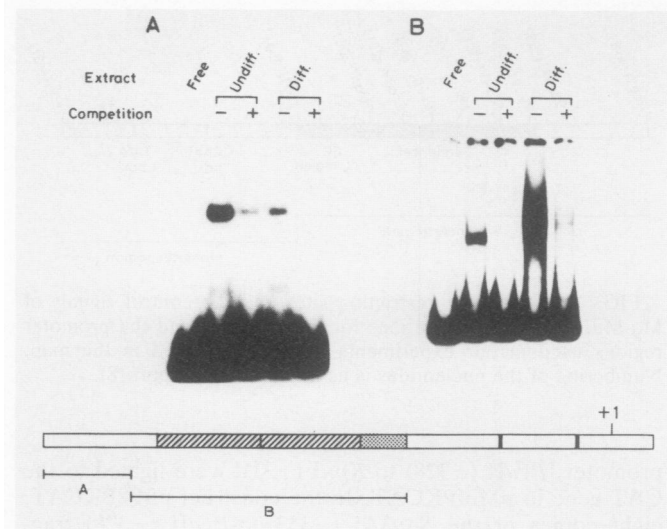 A
B
Extract
Free
Undiff.
Diff.
Free
Undiff.
Diff.
Competition
−
+
−
+
−
+
−
+
+1
A
B